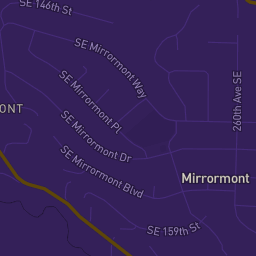 SE 146th St
SE Mirrormont Way
SE Mirrormont Pl
260th Ave SE
ONT
SE Mirrormont Dr
SE Mirrormont Blvd
Mirrormont
SE 159th St